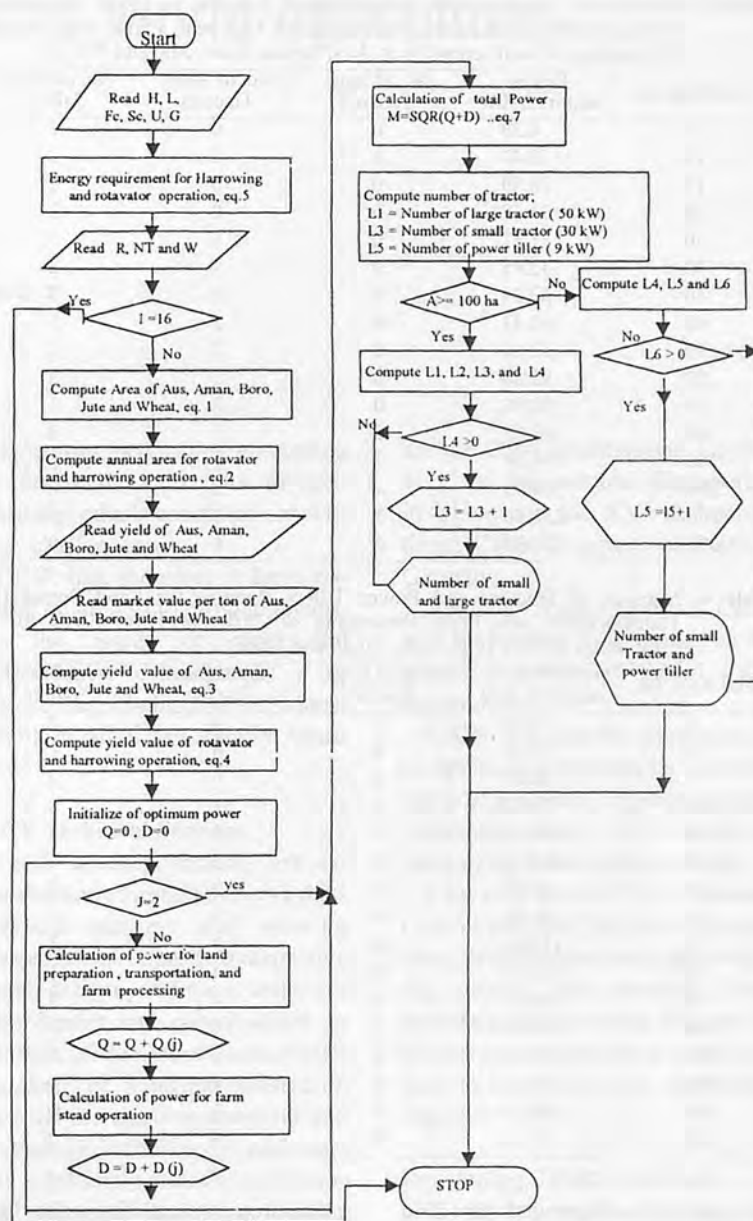 Start
Read H, L,
Fc, Sc, U, G
Energy requirement for Harrowing
and rotavator operation, eq.5
Read R, NT and W
Yes
I =16
No
Compute Area of Aus, Aman, Boro,
Jute and Wheat, eq. 1
Compute annual area for rotavator
and harrowing operation , eq.2
Read yield of Aus, Aman,
Boro, Jute and Wheat
Read market value per ton of Aus,
Aman, Boro, Jute and Wheat
Compute yield value of Aus, Aman,
Boro, Jute and Wheat, eq.3
Compute yield value of rotavator
and harrowing operation, eq.4
Initialize of optimum power
Q=0 , D=0
J=2
yes
No
Calculation of power for land
preparation , transportation, and
farm processing
Q = Q + Q (j)
Calculation of power for farm
stead operation
D = D + D (j)
Calculation of total Power
M=SQR(Q+D) ..eq.7
Compute number of tractor;
L1 = Number of large tractor ( 50 kW)
L3 = Number of small tractor (30 kW)
L5 = Number of power tiller ( 9 kW)
A>= 100 ha
No
Yes
Compute L1, L2, L3, and L4
No
L4 >0
Yes
L3 = L3 + 1
Number of small
and large tractor
Compute L4, L5 and L6
No
L6 > 0
Yes
L5 =I5+1
Number of small
Tractor and
power tiller
STOP